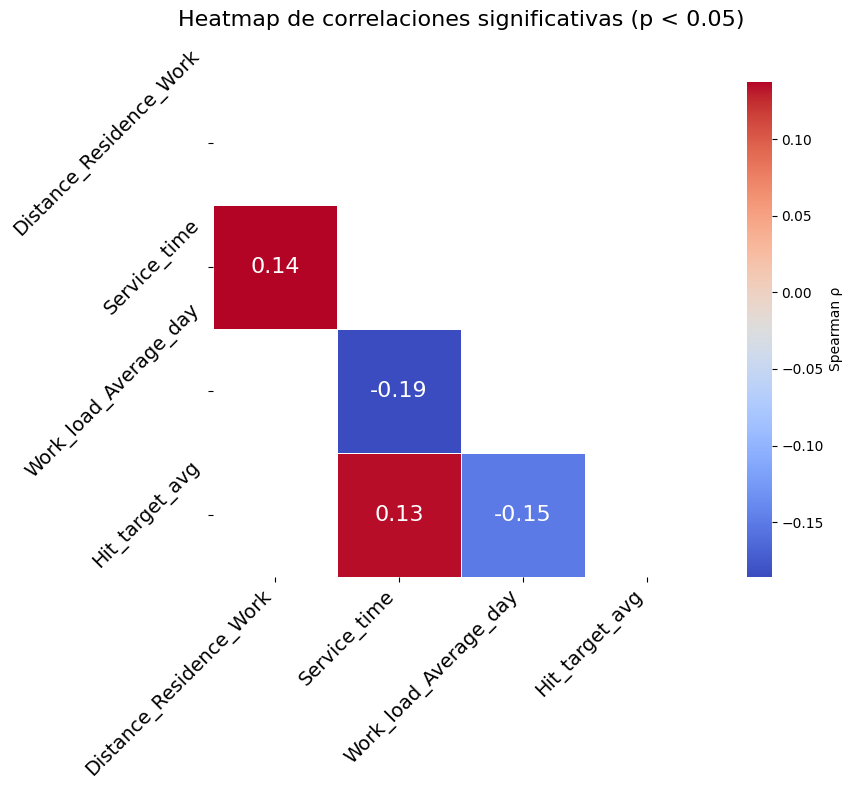 Heatmap de correlaciones significativas (p < 0.05)
Distance_Residence_Work
Service_time
Work_load_Average_day
Hit_target_avg
0.14
-0.19
0.13
-0.15
Distance_Residence_Work
Service_time
Work_load_Average_day
Hit_target_avg
0.10
0.05
0.00
−0.05
−0.10
−0.15
Spearman ρ